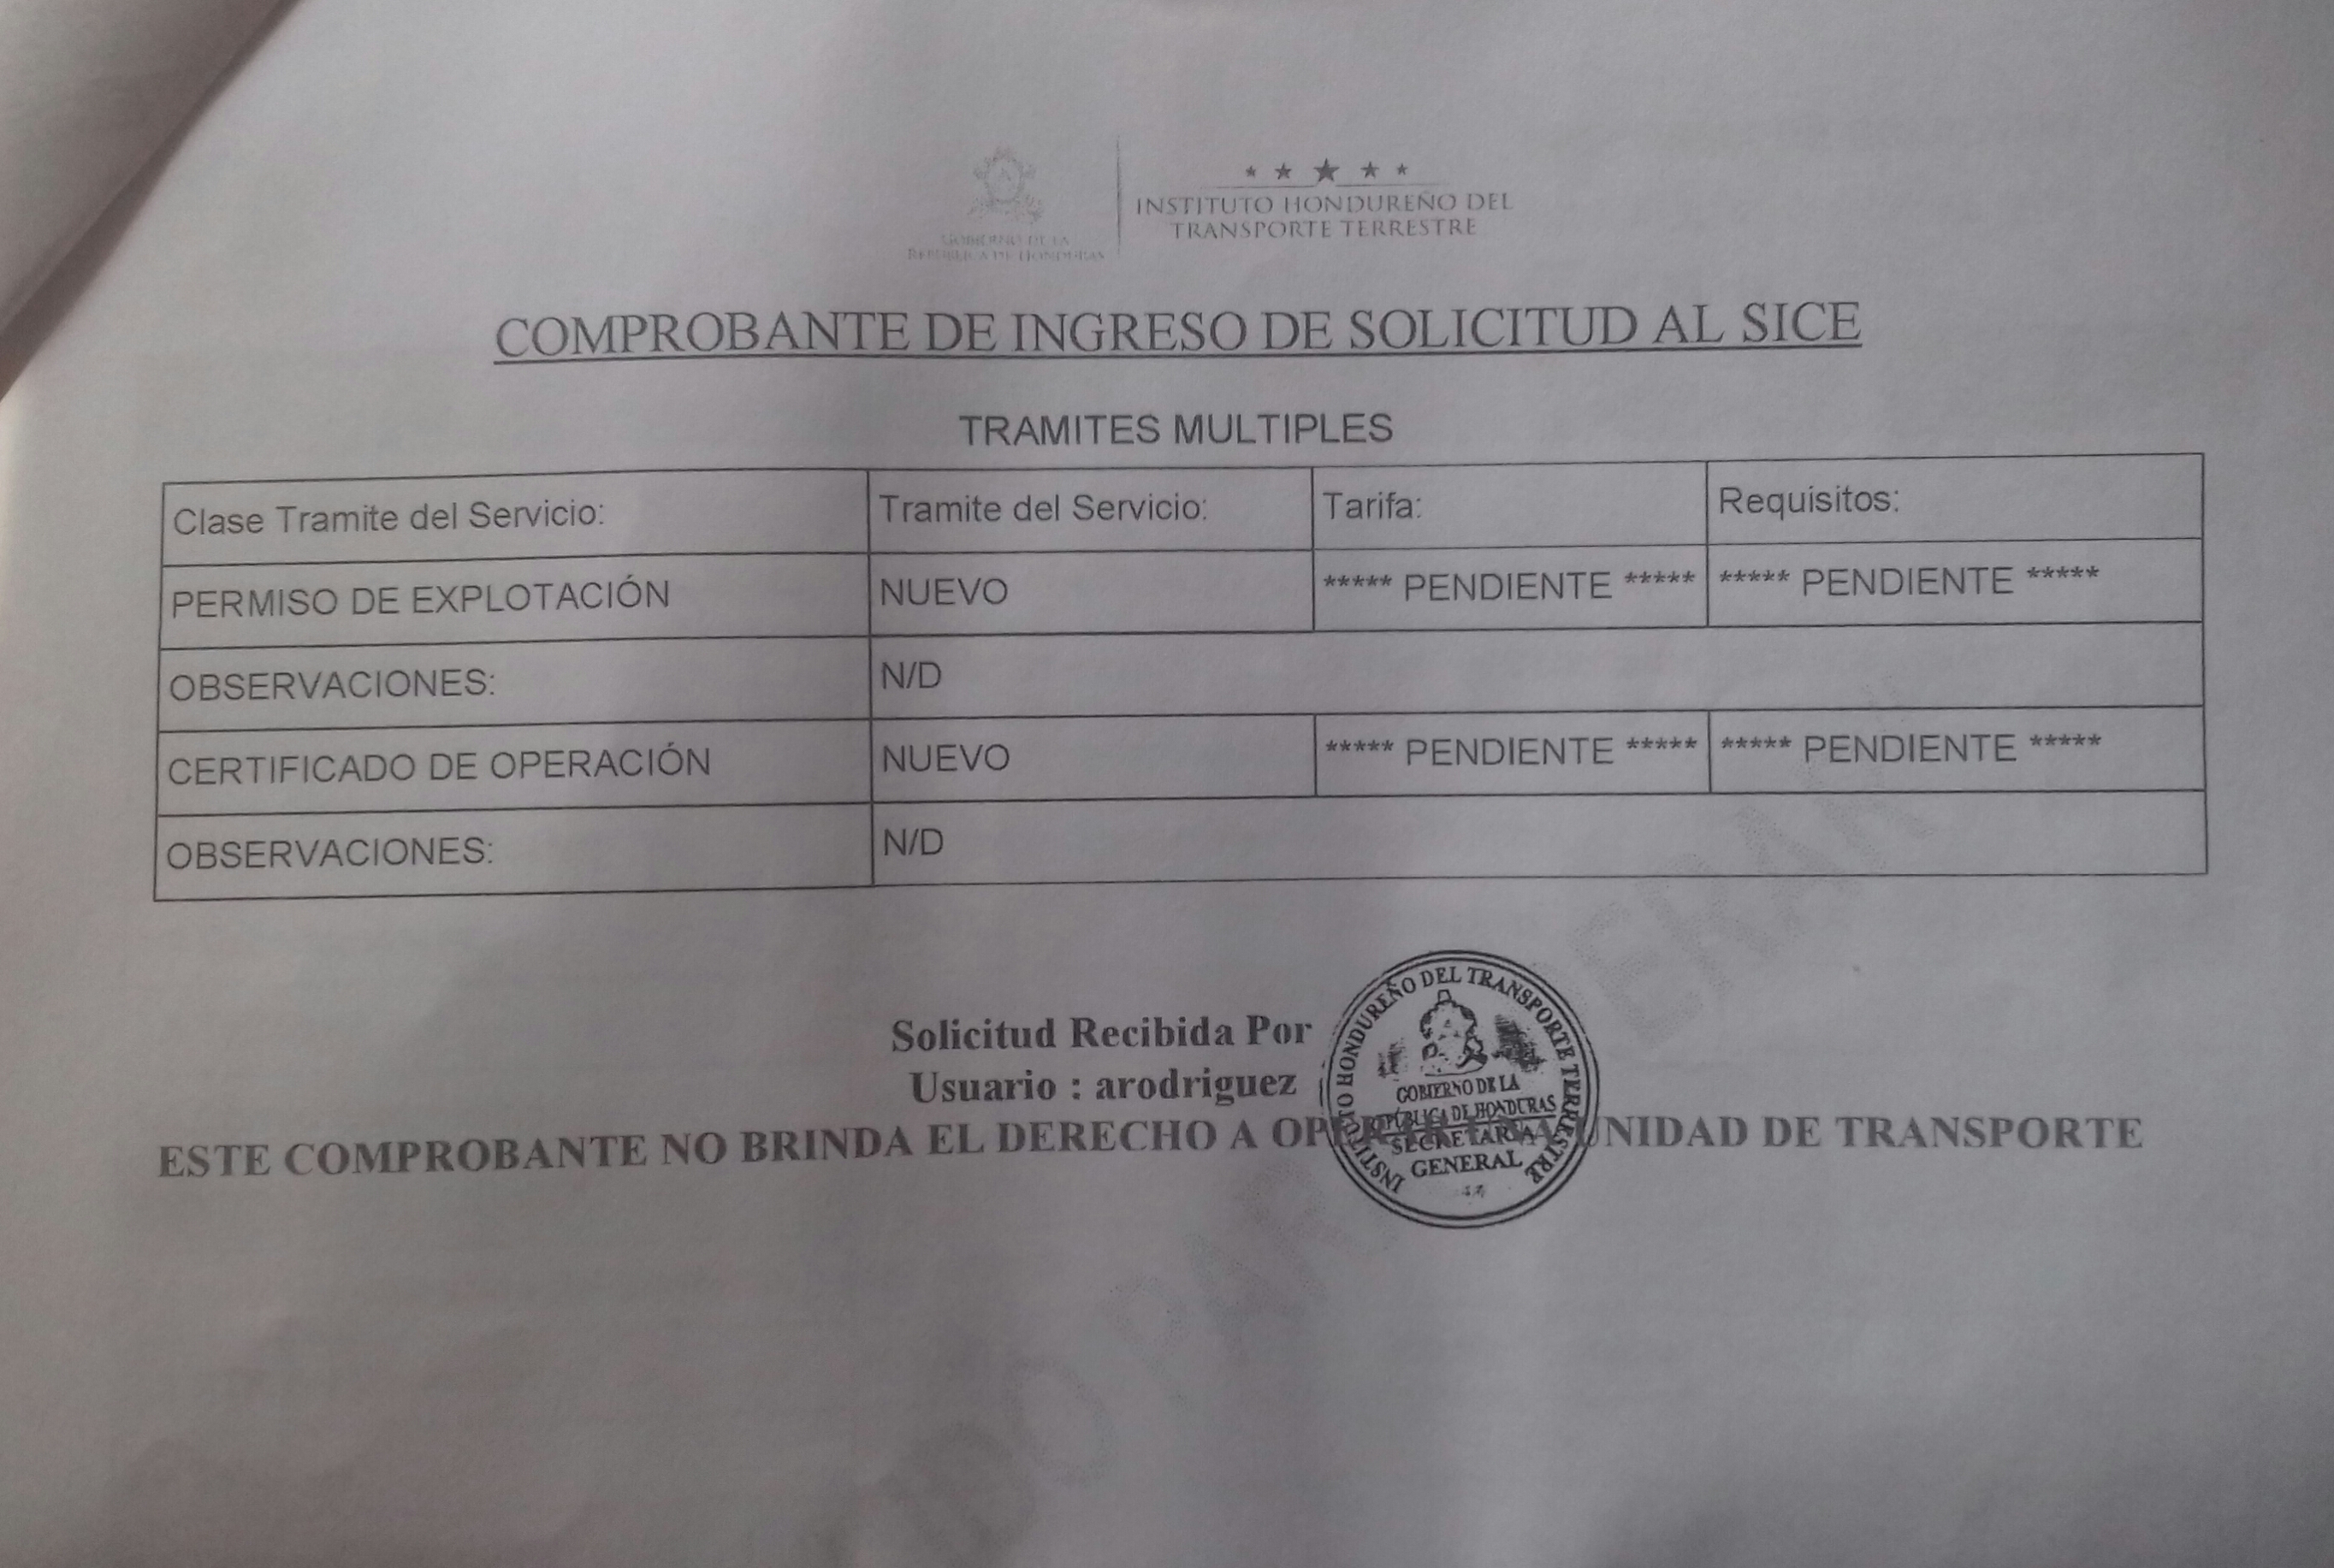 GOBIERNO DE LA
REPÚBLICA DE HONDURAS
★ ★ ★ ★ ★
INSTITUTO HONDUREÑO DEL
TRANSPORTE TERRESTRE
COMPROBANTE DE INGRESO DE SOLICITUD AL SICE
TRAMITES MULTIPLES
Clase Tramite del Servicio: Tramite del Servicio: Tarifa: Requisitos:
PERMISO DE EXPLOTACIÓN NUEVO ***** PENDIENTE ***** ***** PENDIENTE *****
OBSERVACIONES: N/D
CERTIFICADO DE OPERACIÓN NUEVO ***** PENDIENTE ***** ***** PENDIENTE *****
OBSERVACIONES: N/D
Solicitud Recibida Por
Usuario : arodriguez
ESTE COMPROBANTE NO BRINDA EL DERECHO A UNIDAD DE TRANSPORTE
INSTITUTO HONDUREÑO DEL TRANSPORTE TERRESTRE
GOBIERNO DE LA
REPÚBLICA DE HONDURAS
SECRETARIA
GENERAL